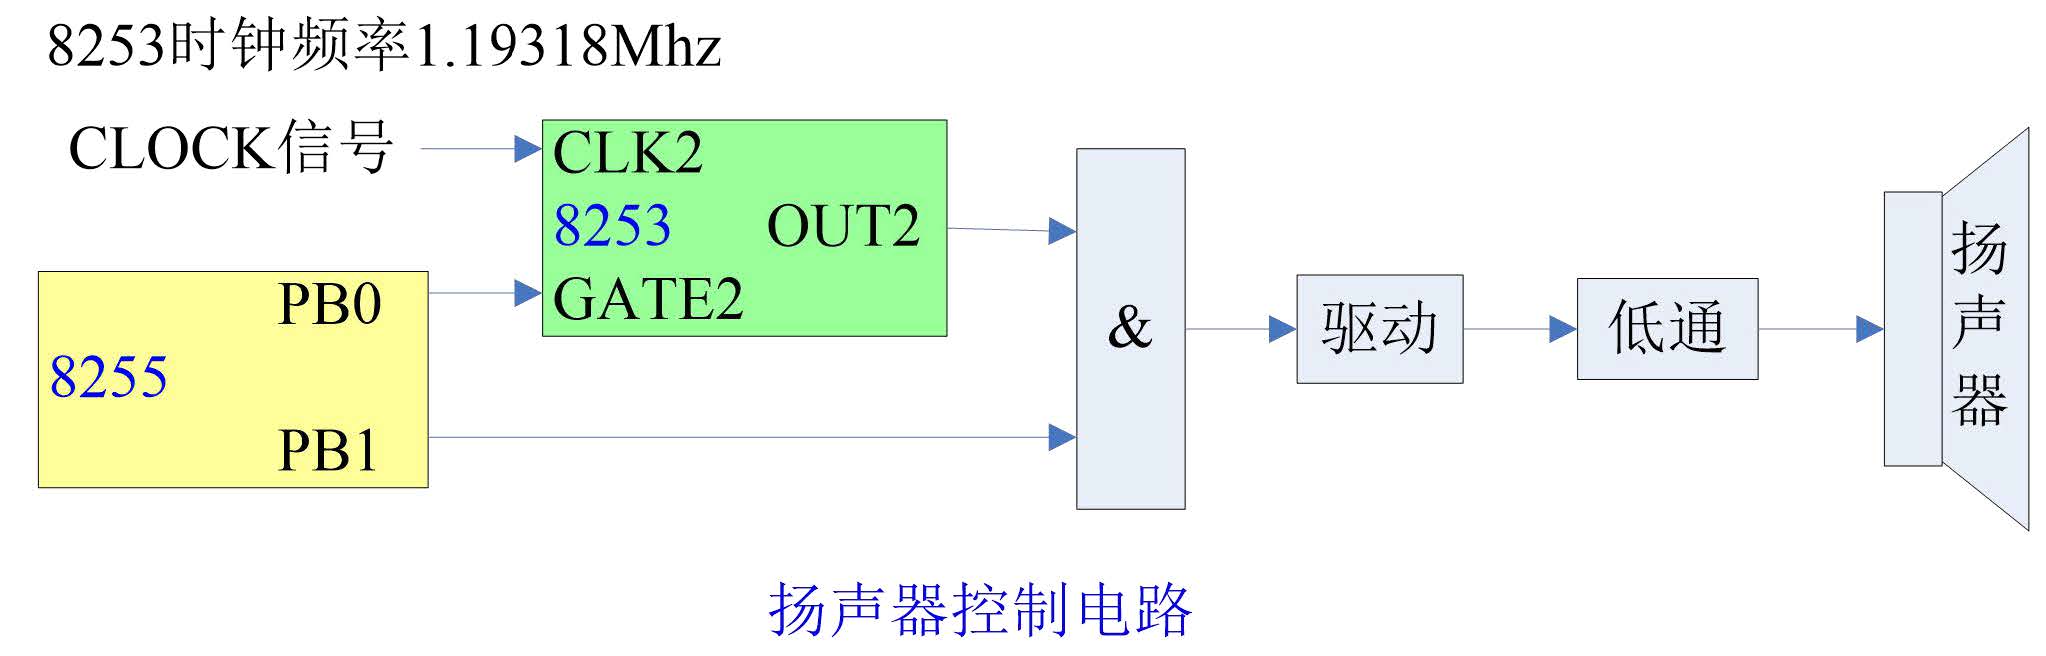 8253时钟频率1.19318Mhz
CLOCK信号
CLK2
8253
OUT2
GATE2
PB0
8255
PB1
&
驱动
低通
扬声器
扬声器控制电路